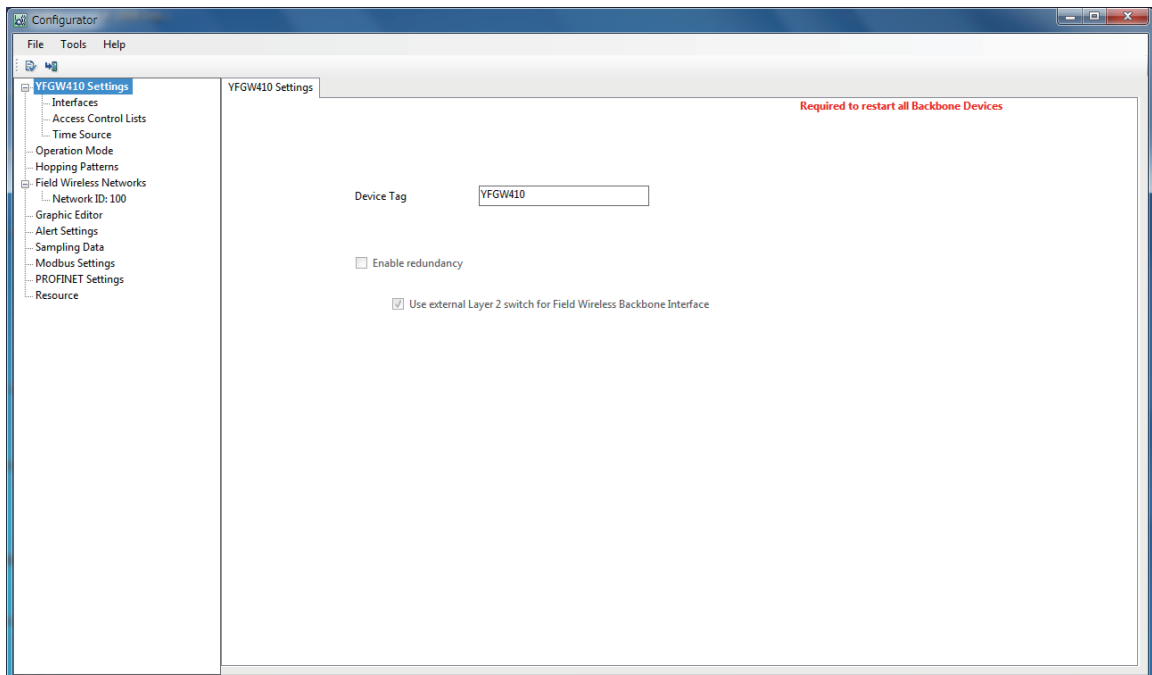 Configurator
File Tools Help
YFGW410 Settings
Interfaces
Access Control Lists
Time Source
Operation Mode
Hopping Patterns
Field Wireless Networks
Network ID: 100
Graphic Editor
Alert Settings
Sampling Data
Modbus Settings
PROFINET Settings
Resource
YFGW410 Settings
Required to restart all Backbone Devices
Device Tag YFGW410
Enable redundancy
Use external Layer 2 switch for Field Wireless Backbone Interface